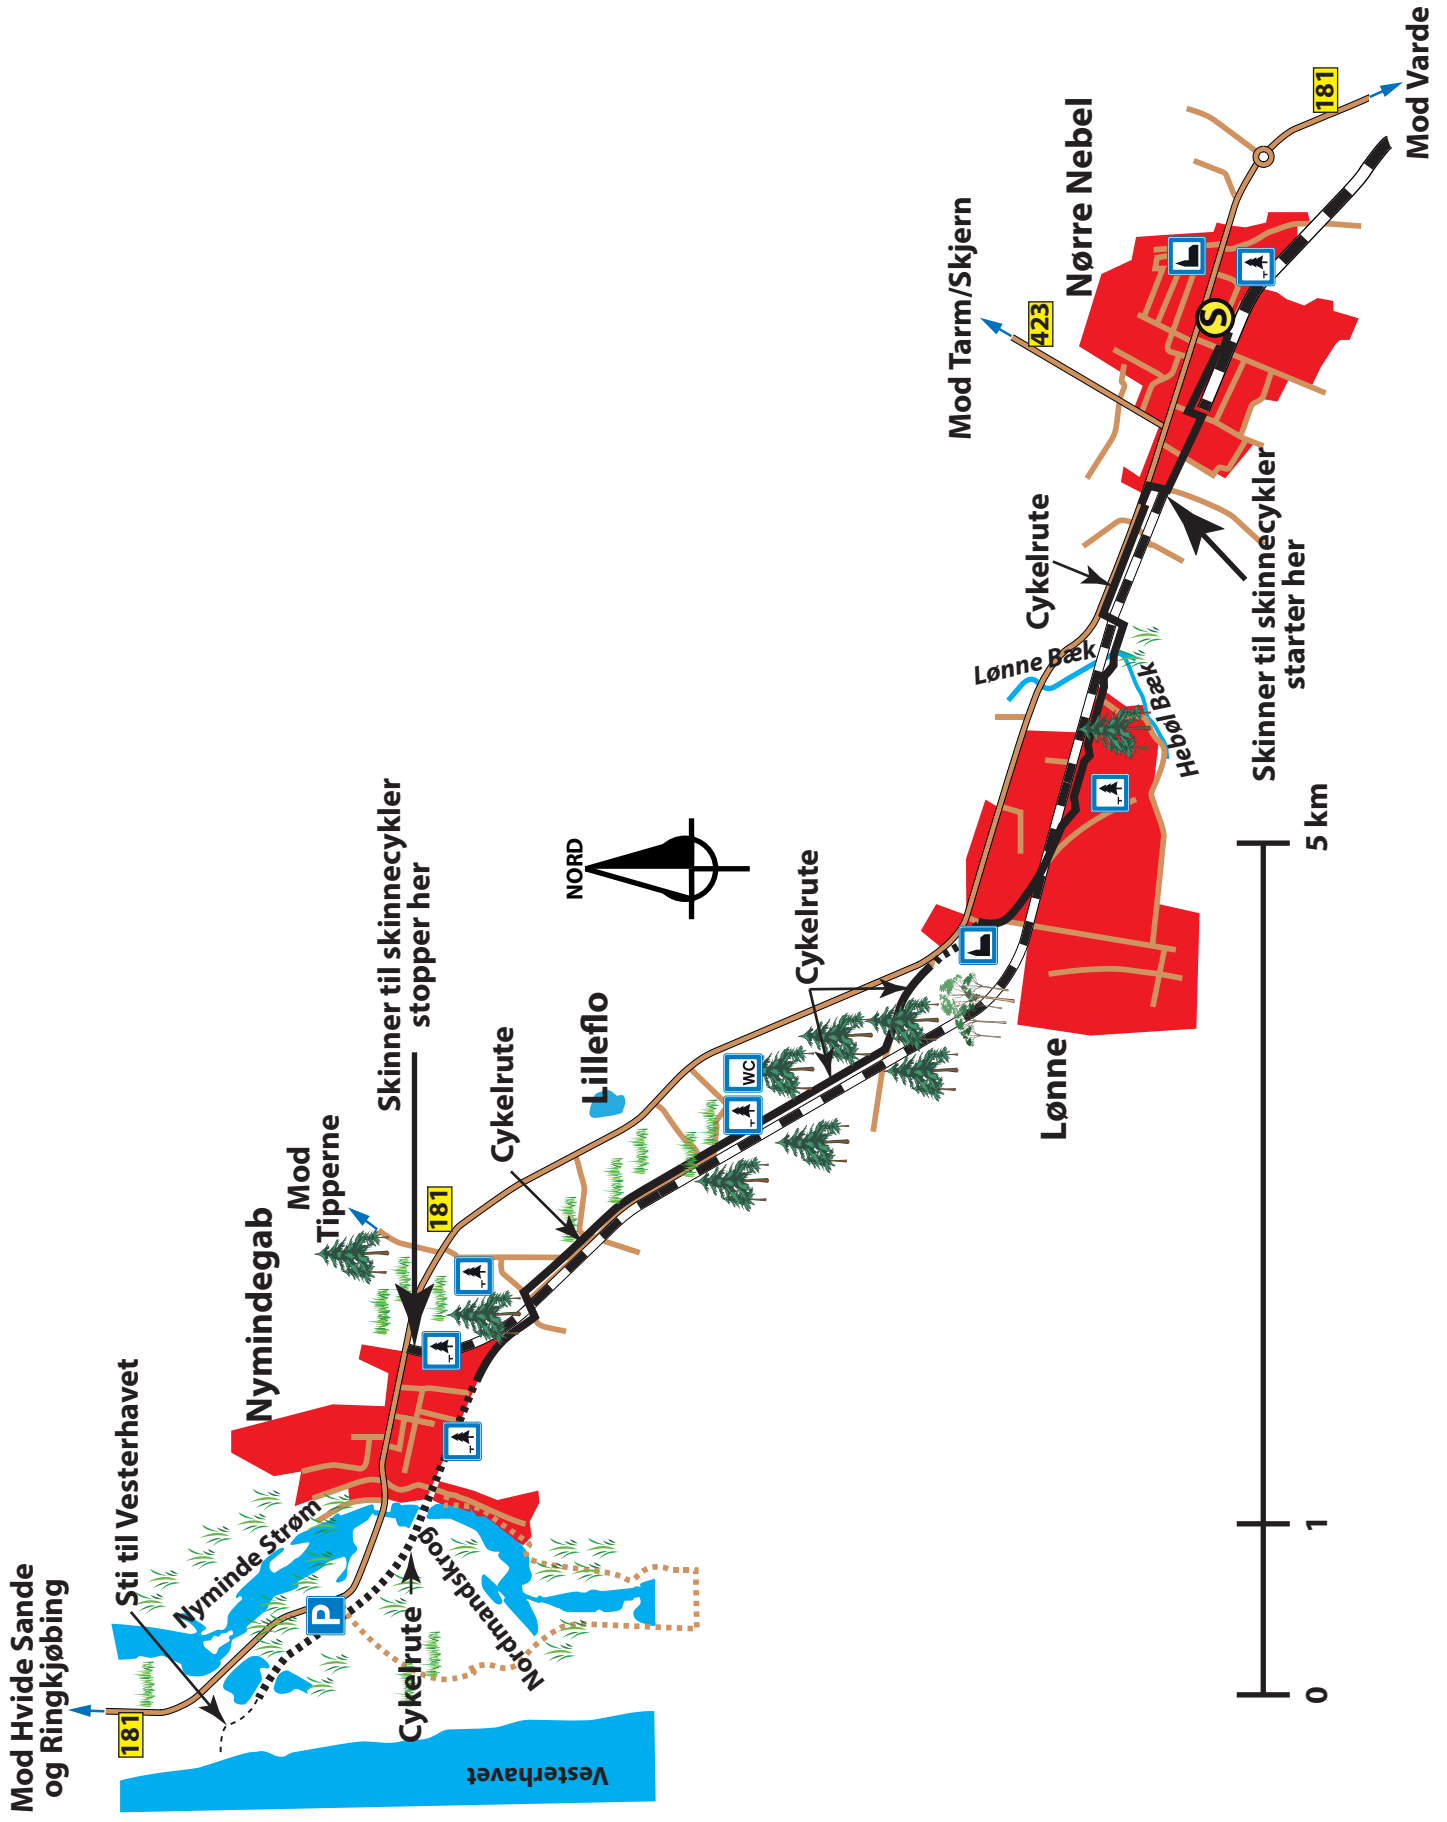 Mod Hvide Sande
og Ringkjøbing
181
Sti til Vesterhavet
Nyminde Strøm
P
Cykelrute
Nordmandskrog
Vesterhavet
Nymindegab
Mod
Tipperne
181
Skinner til skinnecykler
stopper her
Cykelrute
Lilleflo
NORD
WC
Cykelrute
Lønne
Lønne Bæk
Hebøl Bæk
Cykelrute
Skinner til skinnecykler
starter her
Mod Tarm/Skjern
423
Nørre Nebel
S
181
Mod Varde
0
1
5 km